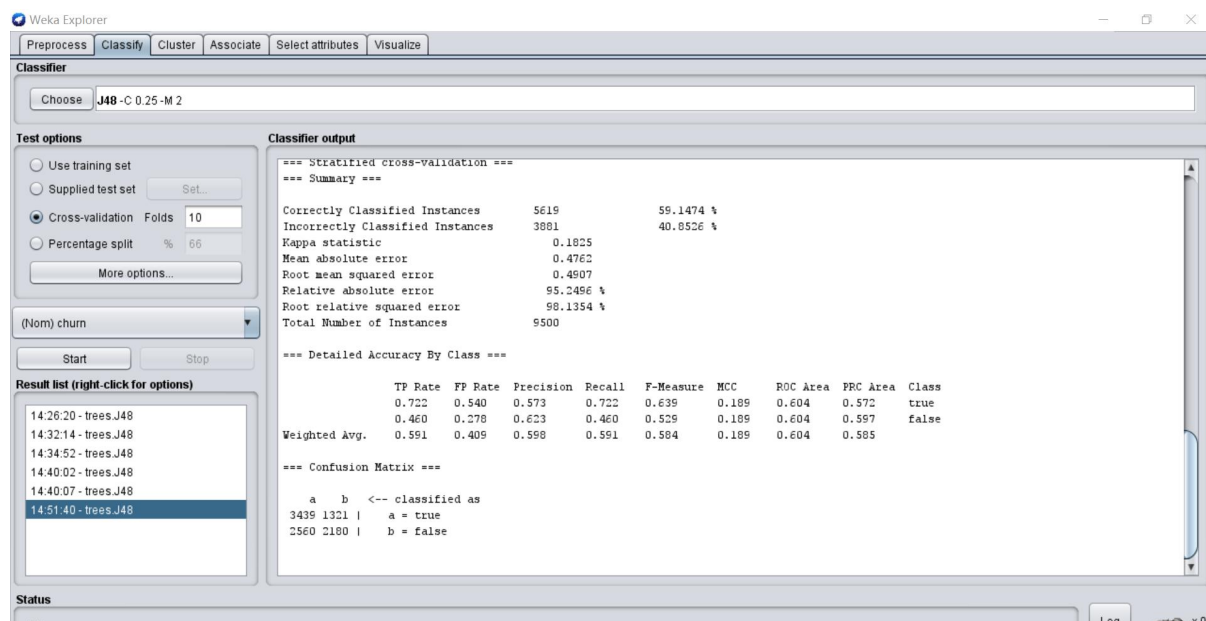 Weka Explorer
Preprocess Classify Cluster Associate Select attributes Visualize
Classifier
Choose J48 -C 0.25 -M 2
Test options
Use training set
Supplied test set Set...
Cross-validation Folds 10
Percentage split % 66
More options...
(Nom) churn
Start Stop
Result list (right-click for options)
14:26:20 - trees.J48
14:32:14 - trees.J48
14:34:52 - trees.J48
14:40:02 - trees.J48
14:40:07 - trees.J48
14:51:40 - trees.J48
Classifier output
=== Stratified cross-validation ===
=== Summary ===
Correctly Classified Instances 5619 59.1474 %
Incorrectly Classified Instances 3881 40.8526 %
Kappa statistic 0.1825
Mean absolute error 0.4762
Root mean squared error 0.4907
Relative absolute error 95.2496 %
Root relative squared error 98.1354 %
Total Number of Instances 9500
=== Detailed Accuracy By Class ===
TP Rate FP Rate Precision Recall F-Measure MCC ROC Area PRC Area Class
0.722 0.540 0.573 0.722 0.639 0.189 0.604 0.572 true
0.460 0.278 0.623 0.460 0.529 0.189 0.604 0.597 false
Weighted Avg. 0.591 0.409 0.598 0.591 0.584 0.189 0.604 0.585
=== Confusion Matrix ===
a b <-- classified as
3439 1321 | a = true
2560 2180 | b = false
Status
Log x 0